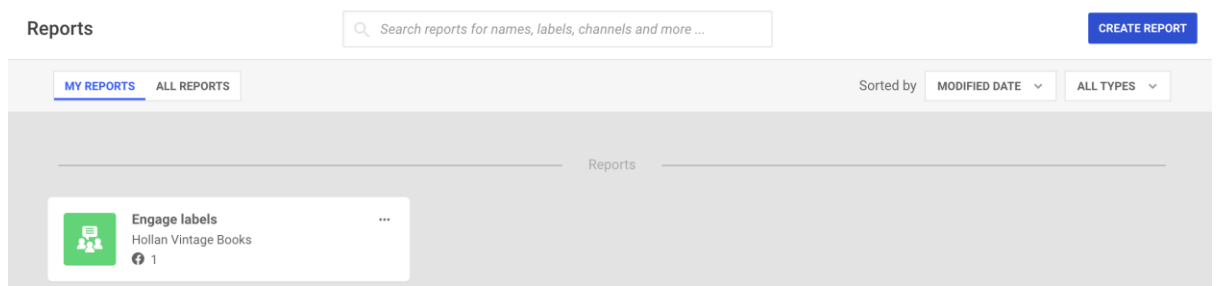 Reports
Search reports for names, labels, channels and more ...
CREATE REPORT
MY REPORTS
ALL REPORTS
Sorted by
MODIFIED DATE
ALL TYPES
Reports
Engage labels
Hollan Vintage Books
1